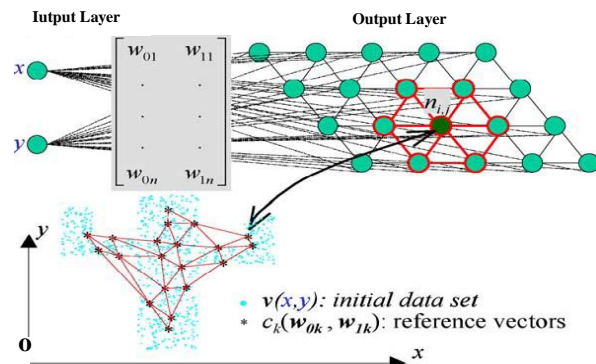 Iutput Layer
Output Layer
x
y
w01 w11
. .
. .
. .
w0n w1n
ni,j
y
v(x,y): initial data set
* ck(w0k , w1k): reference vectors
o
x